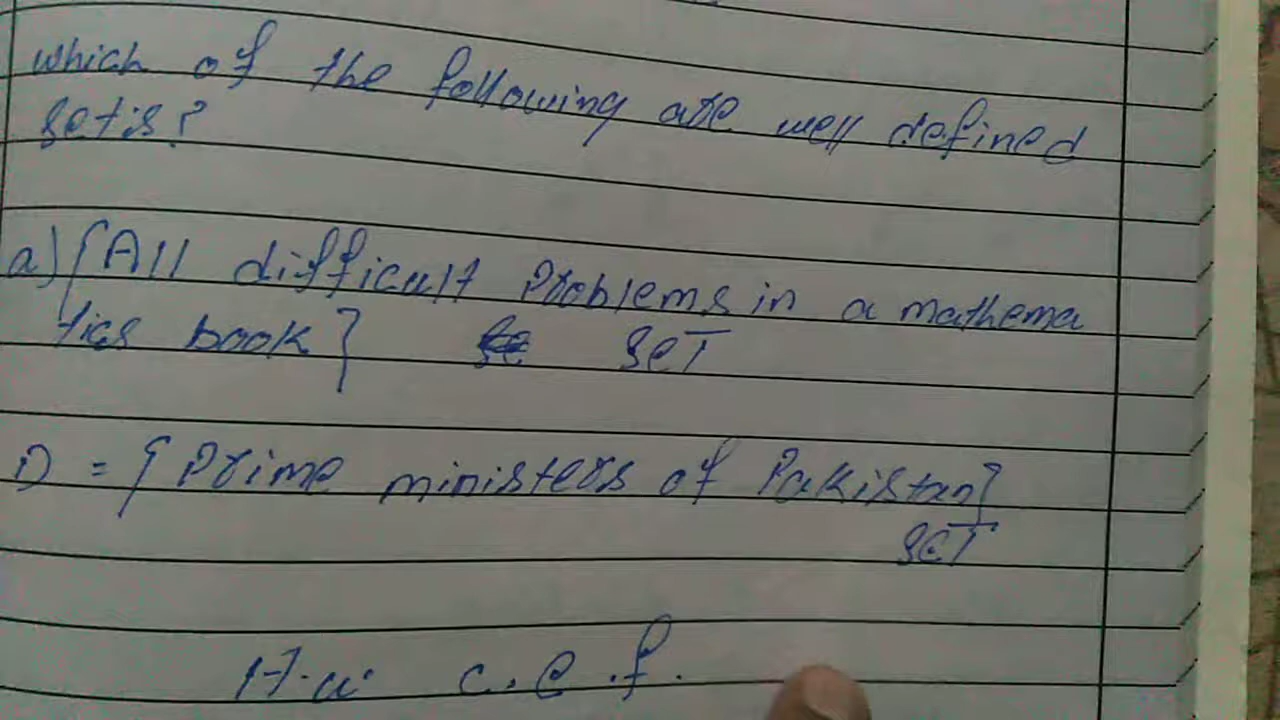 which of the following are well defined
setis?
a) {All difficult Problems in a mathema
tics book} SeT
D = { Prime ministers of Pakistan}
SeT
H.w c.e.f.